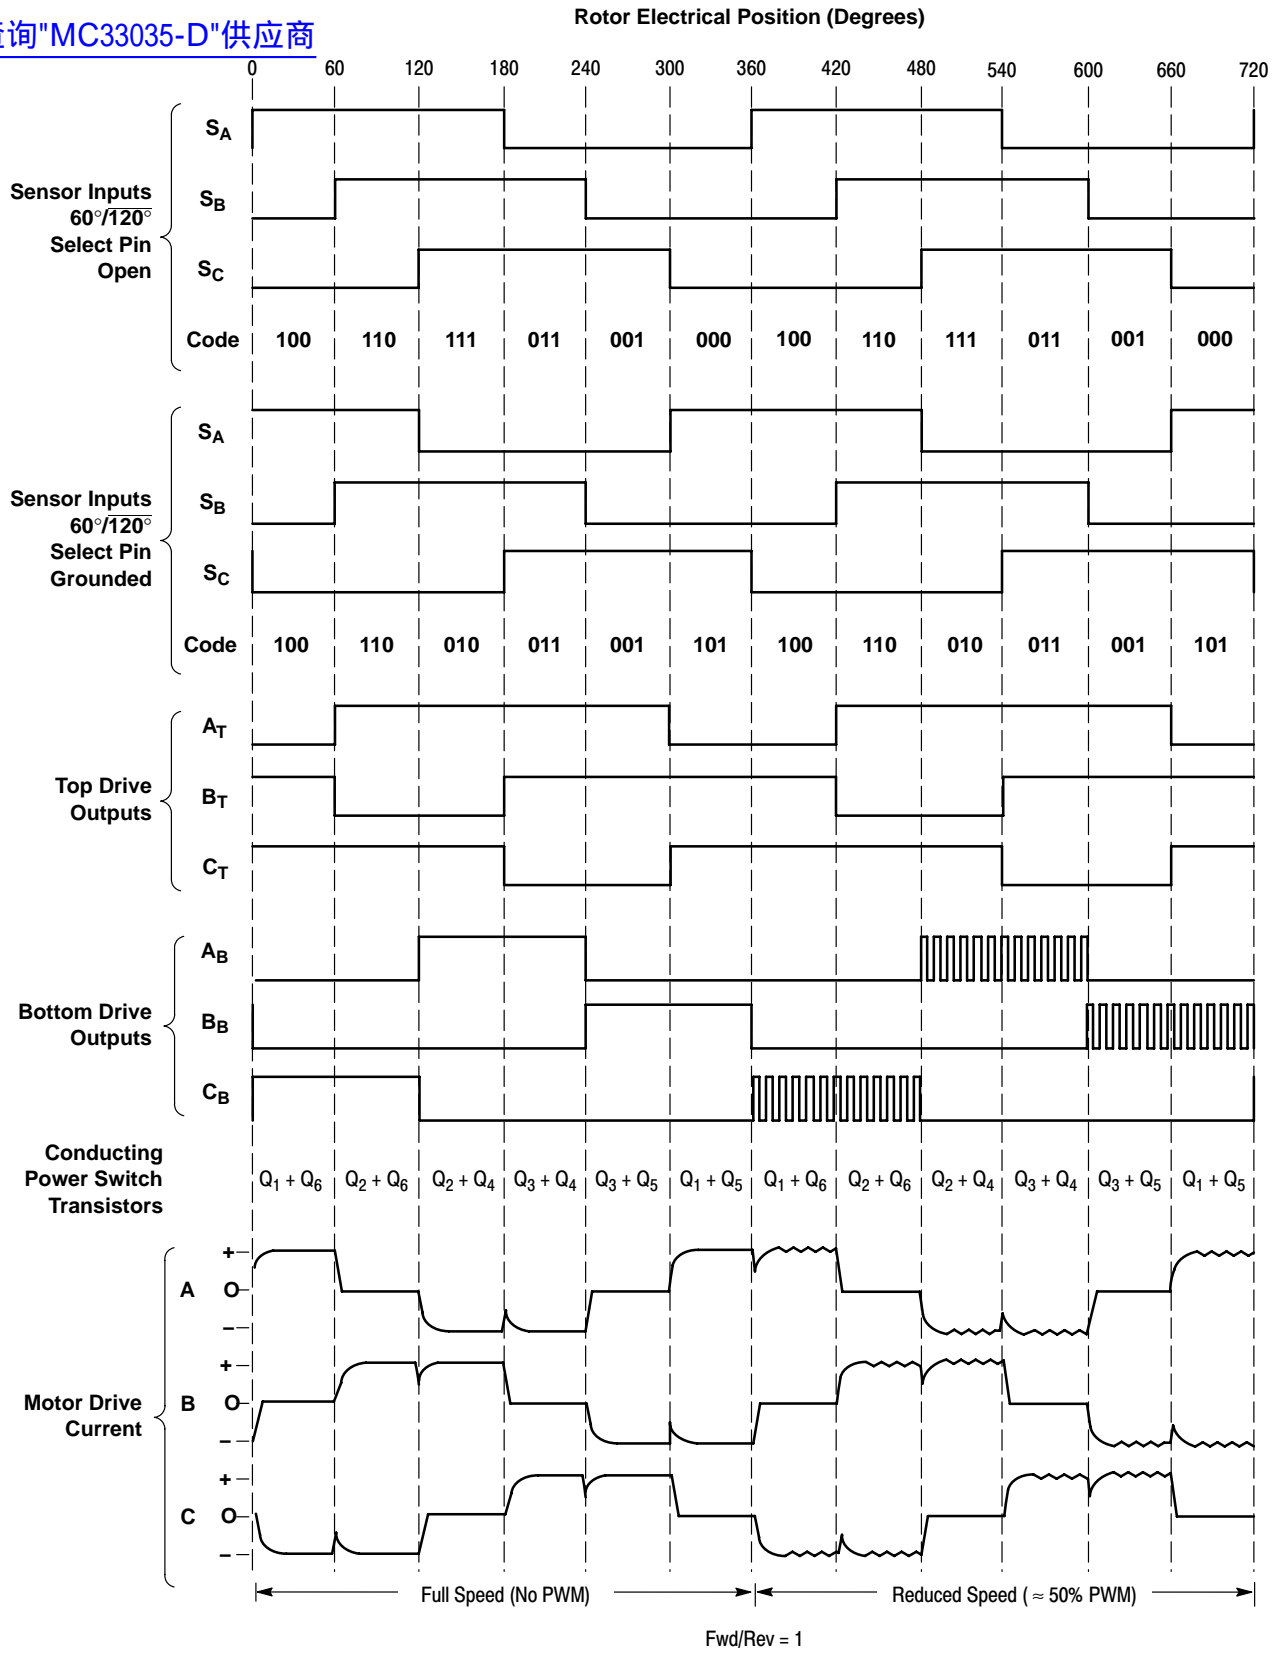 询"MC33035-D"供应商
Rotor Electrical Position (Degrees)
0 60 120 180 240 300 360 420 480 540 600 660 720
Sensor Inputs
60°/120°
Select Pin
Open
SA
SB
SC
Code 100 110 111 011 001 000 100 110 111 011 001 000
Sensor Inputs
60°/120°
Select Pin
Grounded
SA
SB
SC
Code 100 110 010 011 001 101 100 110 010 011 001 101
Top Drive
Outputs
AT
BT
CT
Bottom Drive
Outputs
AB
BB
CB
Conducting
Power Switch
Transistors
Q1 + Q6 Q2 + Q6 Q2 + Q4 Q3 + Q4 Q3 + Q5 Q1 + Q5 Q1 + Q6 Q2 + Q6 Q2 + Q4 Q3 + Q4 Q3 + Q5 Q1 + Q5
Motor Drive
Current
+
A O
–
+
B O
–
+
C O
–
Full Speed (No PWM) Reduced Speed ( ≈ 50% PWM)
Fwd/Rev = 1